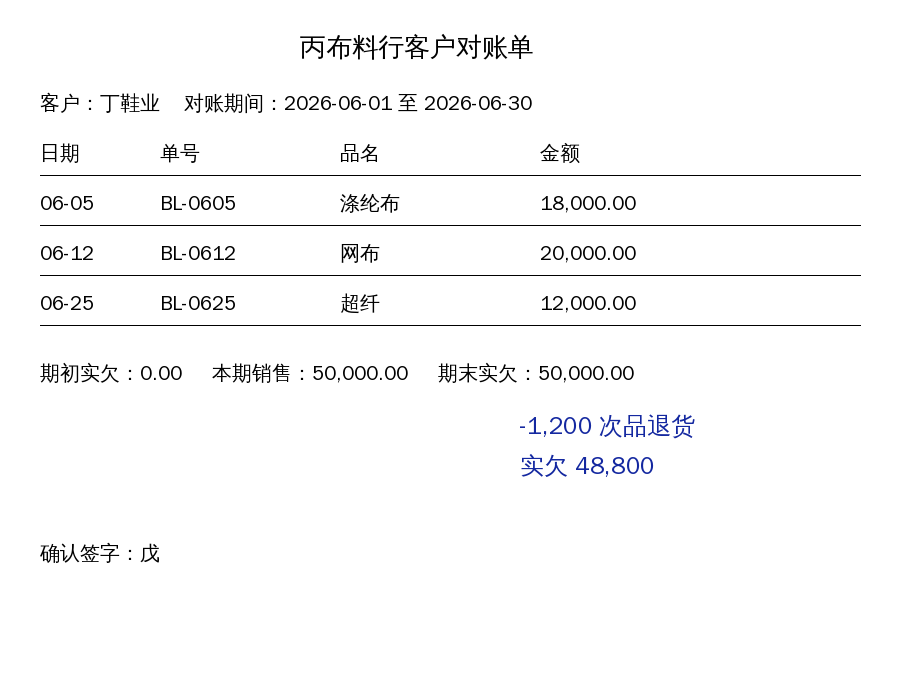 丙布料行客户对账单
客户：丁鞋业 对账期间：2026-06-01 至 2026-06-30
日期 单号 品名 金额
06-05 BL-0605 涤纶布 18,000.00
06-12 BL-0612 网布 20,000.00
06-25 BL-0625 超纤 12,000.00
期初实欠：0.00 本期销售：50,000.00 期末实欠：50,000.00
-1,200 次品退货
实欠 48,800
确认签字：戊